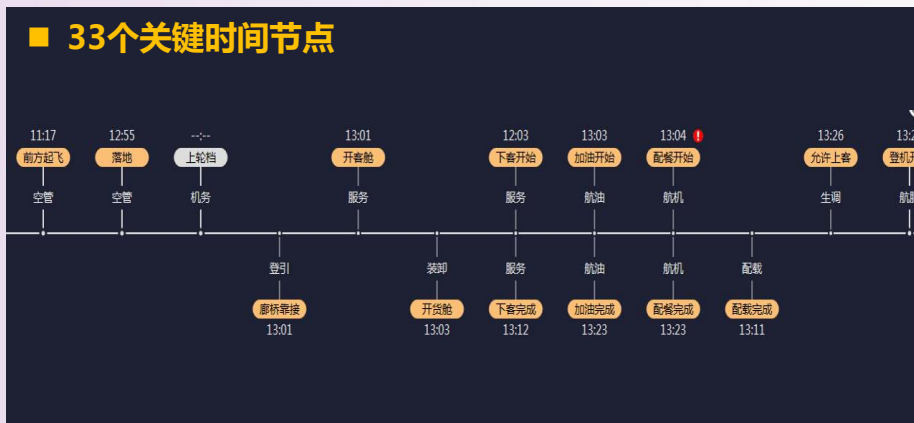 33个关键时间节点
11:17 12:55 --:-- 13:01 12:03 13:03 13:04 ! 13:26
前方起飞 落地 上轮档 开客舱 下客开始 加油开始 配餐开始 允许上客
空管 空管 机务 服务 服务 航油 航机 生调
登引 装卸 服务 航油 航机 配载
廊桥靠接 开货舱 下客完成 加油完成 配餐完成 配载完成
13:01 13:03 13:12 13:23 13:23 13:11